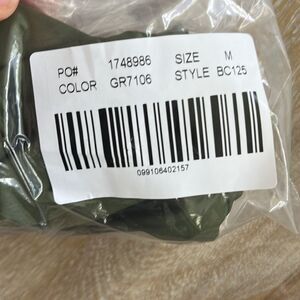 PO# 1748986 SIZE M
COLOR GR7106 STYLE BC125
099106402157